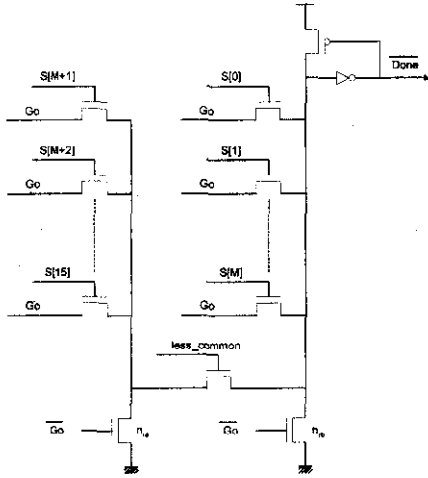 S[M+1]
Go
S[M+2]
Go
S[15]
Go
S[0]
Go
S[1]
Go
S[M]
Go
Done
less_common
Go
Go